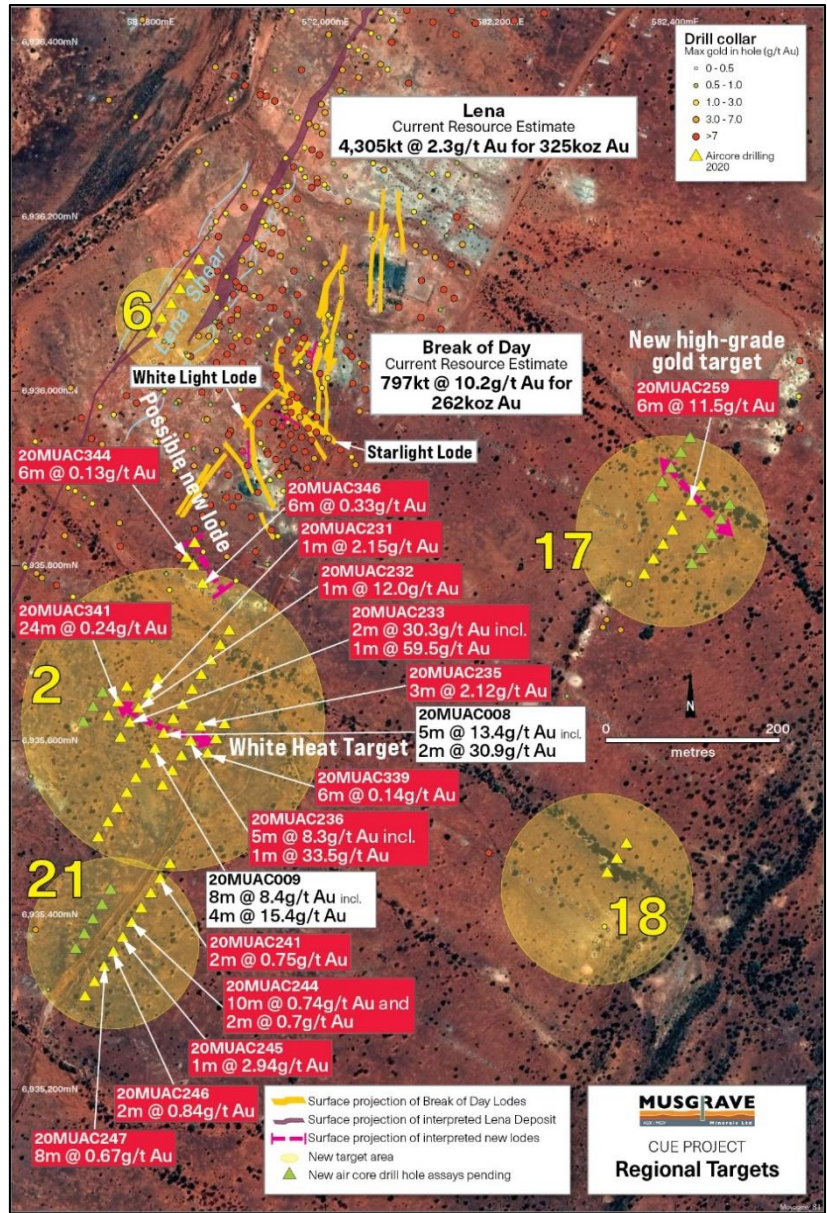 581,800mE
582,000mE
582,200mE
582,400mE
6,936,400mN
Drill collar
Max gold in hole (g/t Au)
0 - 0.5
0.5 - 1.0
1.0 - 3.0
3.0 - 7.0
>7
Aircore drilling
2020
Lena
Current Resource Estimate
4,305kt @ 2.3g/t Au for 325koz Au
6,936,200mN
6
Lena Shear
Break of Day
Current Resource Estimate
797kt @ 10.2g/t Au for
262koz Au
New high-grade
gold target
20MUAC259
6m @ 11.5g/t Au
6,936,000mN
White Light Lode
Possible new lode
Starlight Lode
20MUAC344
6m @ 0.13g/t Au
20MUAC346
6m @ 0.33g/t Au
20MUAC231
1m @ 2.15g/t Au
17
6,935,800mN
20MUAC232
1m @ 12.0g/t Au
20MUAC341
24m @ 0.24g/t Au
20MUAC233
2m @ 30.3g/t Au incl.
1m @ 59.5g/t Au
2
20MUAC235
3m @ 2.12g/t Au
20MUAC008
5m @ 13.4g/t Au incl.
2m @ 30.9g/t Au
N
0
200
metres
6,935,600mN
White Heat Target
20MUAC339
6m @ 0.14g/t Au
20MUAC236
5m @ 8.3g/t Au incl.
1m @ 33.5g/t Au
21
20MUAC009
8m @ 8.4g/t Au incl.
4m @ 15.4g/t Au
18
6,935,400mN
20MUAC241
2m @ 0.75g/t Au
20MUAC244
10m @ 0.74g/t Au and
2m @ 0.7g/t Au
20MUAC245
1m @ 2.94g/t Au
6,935,200mN
20MUAC246
2m @ 0.84g/t Au
20MUAC247
8m @ 0.67g/t Au
Surface projection of Break of Day Lodes
Surface projection of interpreted Lena Deposit
Surface projection of interpreted new lodes
New target area
New air core drill hole assays pending
MUSGRAVE
Minerals Ltd
CUE PROJECT
Regional Targets